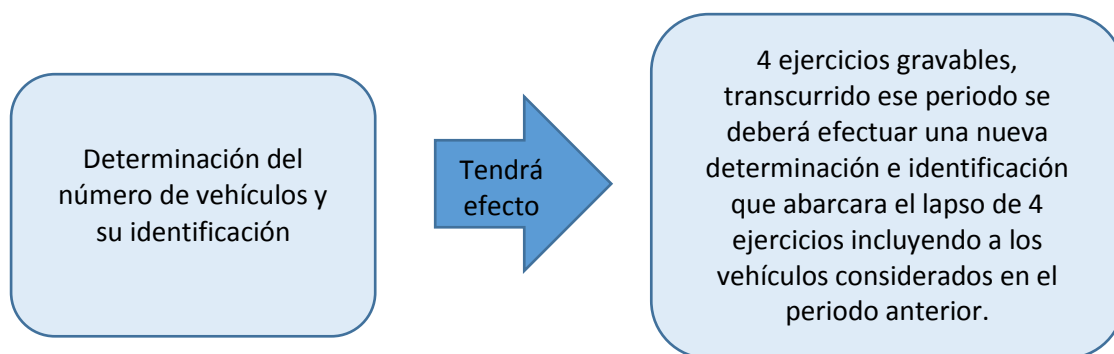 Determinación del
número de vehículos y
su identificación
Tendrá
efecto
4 ejercicios gravables,
transcurrido ese periodo se
deberá efectuar una nueva
determinación e identificación
que abarcara el lapso de 4
ejercicios incluyendo a los
vehículos considerados en el
periodo anterior.